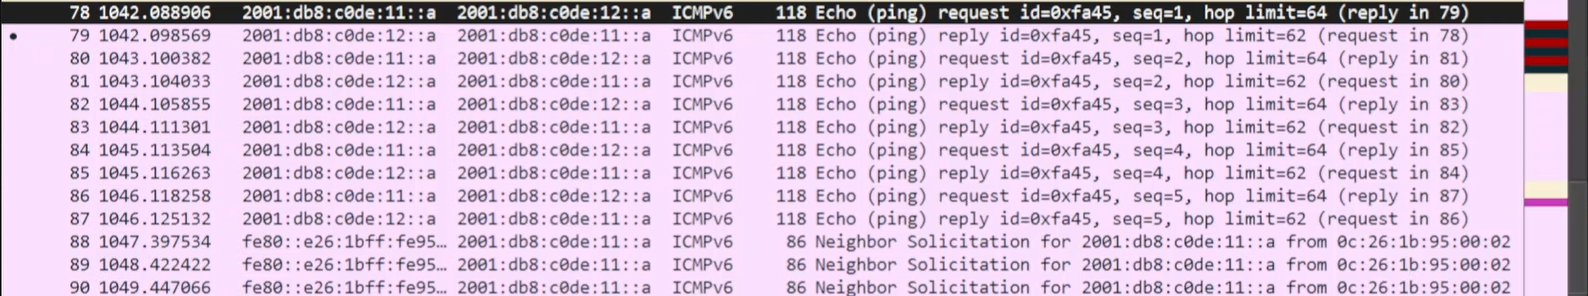 78 1042.088906 2001:db8:c0de:11::a 2001:db8:c0de:12::a ICMPv6 118 Echo (ping) request id=0xfa45, seq=1, hop limit=64 (reply in 79)
79 1042.098569 2001:db8:c0de:12::a 2001:db8:c0de:11::a ICMPv6 118 Echo (ping) reply id=0xfa45, seq=1, hop limit=62 (request in 78)
80 1043.100382 2001:db8:c0de:11::a 2001:db8:c0de:12::a ICMPv6 118 Echo (ping) request id=0xfa45, seq=2, hop limit=64 (reply in 81)
81 1043.104033 2001:db8:c0de:12::a 2001:db8:c0de:11::a ICMPv6 118 Echo (ping) reply id=0xfa45, seq=2, hop limit=62 (request in 80)
82 1044.105855 2001:db8:c0de:11::a 2001:db8:c0de:12::a ICMPv6 118 Echo (ping) request id=0xfa45, seq=3, hop limit=64 (reply in 83)
83 1044.111301 2001:db8:c0de:12::a 2001:db8:c0de:11::a ICMPv6 118 Echo (ping) reply id=0xfa45, seq=3, hop limit=62 (request in 82)
84 1045.113504 2001:db8:c0de:11::a 2001:db8:c0de:12::a ICMPv6 118 Echo (ping) request id=0xfa45, seq=4, hop limit=64 (reply in 85)
85 1045.116263 2001:db8:c0de:12::a 2001:db8:c0de:11::a ICMPv6 118 Echo (ping) reply id=0xfa45, seq=4, hop limit=62 (request in 84)
86 1046.118258 2001:db8:c0de:11::a 2001:db8:c0de:12::a ICMPv6 118 Echo (ping) request id=0xfa45, seq=5, hop limit=64 (reply in 87)
87 1046.125132 2001:db8:c0de:12::a 2001:db8:c0de:11::a ICMPv6 118 Echo (ping) reply id=0xfa45, seq=5, hop limit=62 (request in 86)
88 1047.397534 fe80::e26:1bff:fe95… 2001:db8:c0de:11::a ICMPv6 86 Neighbor Solicitation for 2001:db8:c0de:11::a from 0c:26:1b:95:00:02
89 1048.422422 fe80::e26:1bff:fe95… 2001:db8:c0de:11::a ICMPv6 86 Neighbor Solicitation for 2001:db8:c0de:11::a from 0c:26:1b:95:00:02
90 1049.447066 fe80::e26:1bff:fe95… 2001:db8:c0de:11::a ICMPv6 86 Neighbor Solicitation for 2001:db8:c0de:11::a from 0c:26:1b:95:00:02